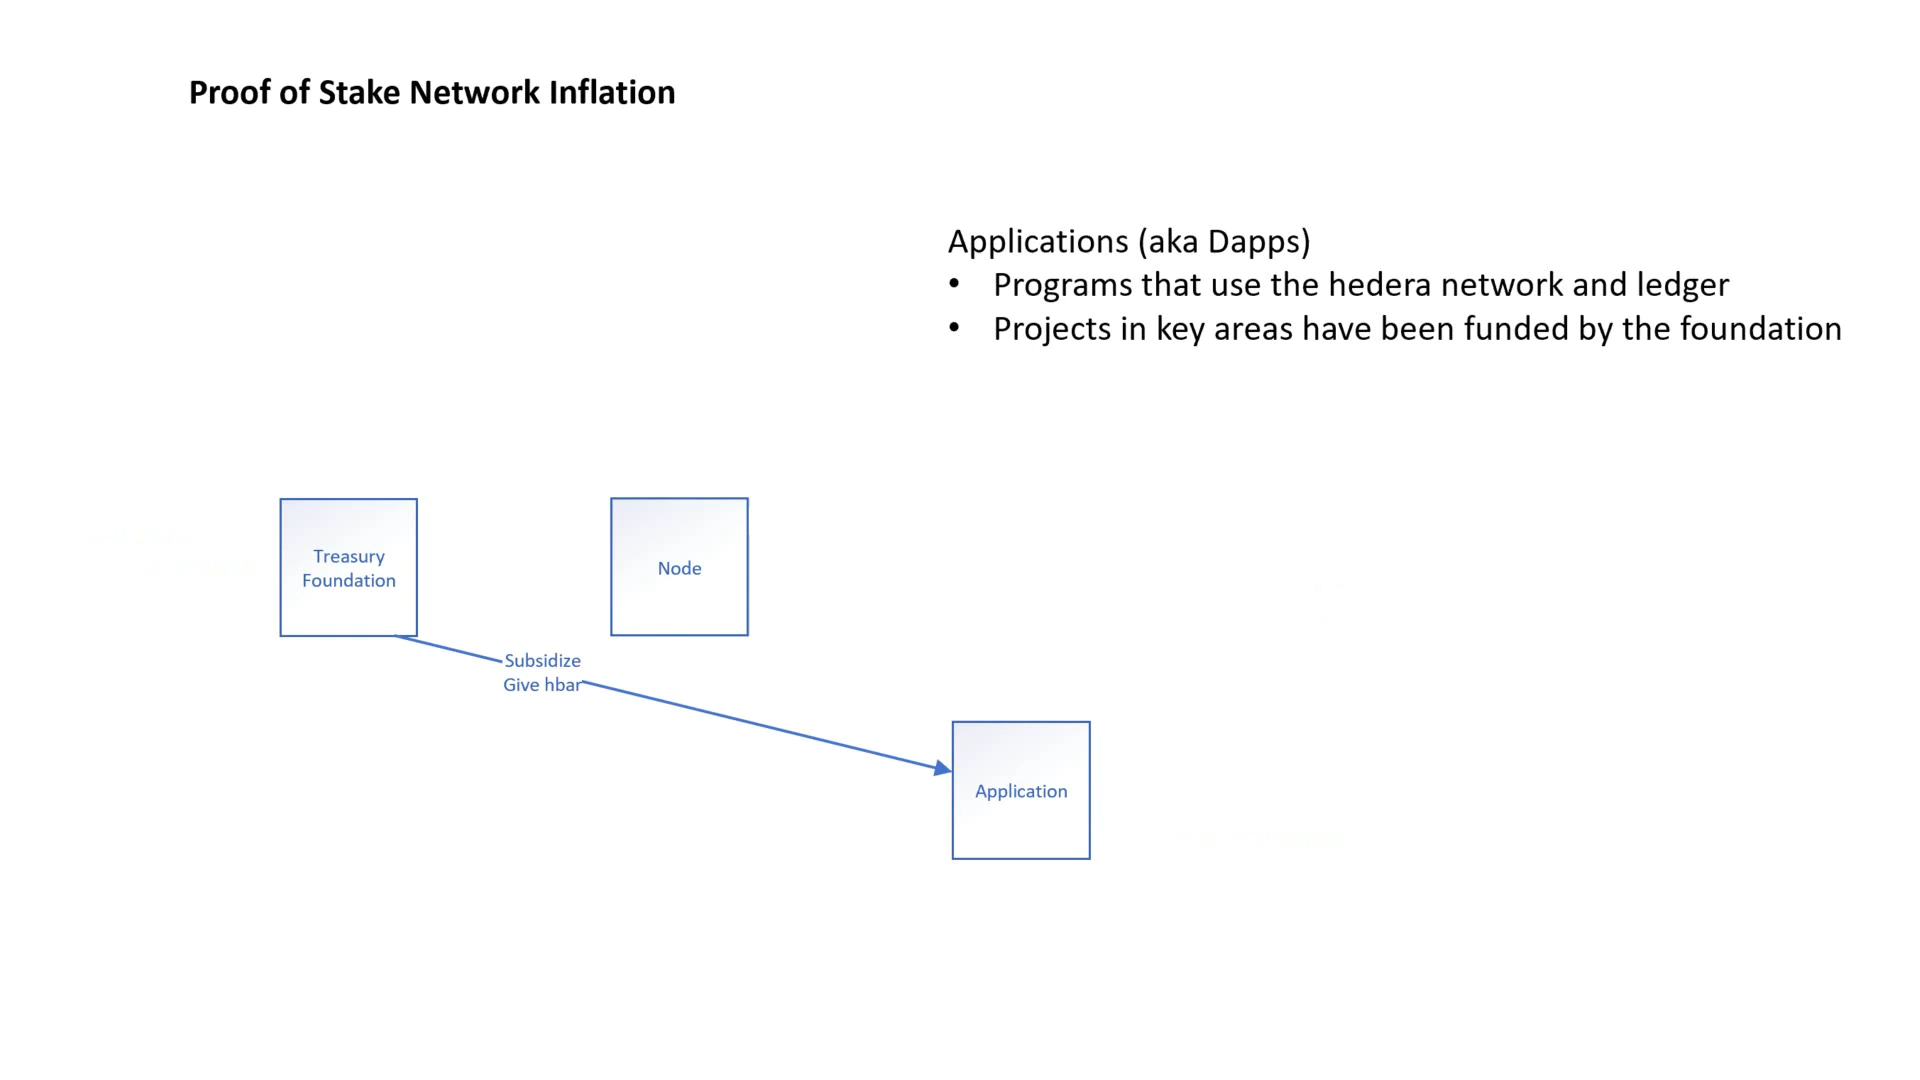 Proof of Stake Network Inflation
Applications (aka Dapps)
• Programs that use the hedera network and ledger
• Projects in key areas have been funded by the foundation
Treasury
Foundation
Node
Subsidize
Give hbar
Application